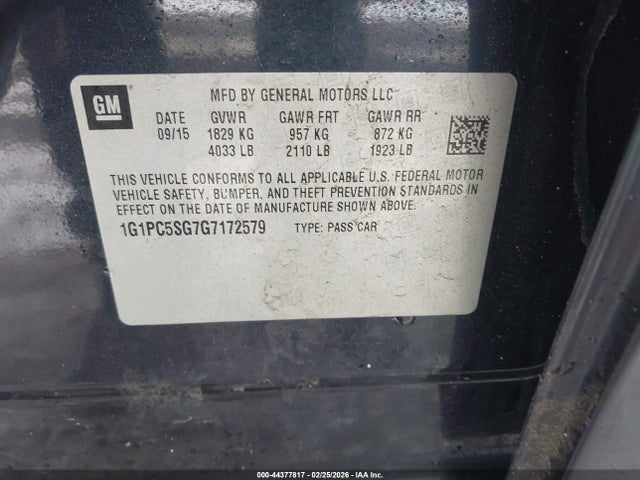 GM
MFD BY GENERAL MOTORS LLC
DATE GVWR GAWR FRT GAWR RR
09/15 1829 KG 957 KG 872 KG
4033 LB 2110 LB 1923 LB
THIS VEHICLE CONFORMS TO ALL APPLICABLE U.S. FEDERAL MOTOR
VEHICLE SAFETY, BUMPER, AND THEFT PREVENTION STANDARDS IN
EFFECT ON THE DATE OF MANUFACTURE SHOWN ABOVE.
1G1PC5SG7G7172579 TYPE: PASS CAR
000-44377817 - 02/25/2026 - IAAI Inc.